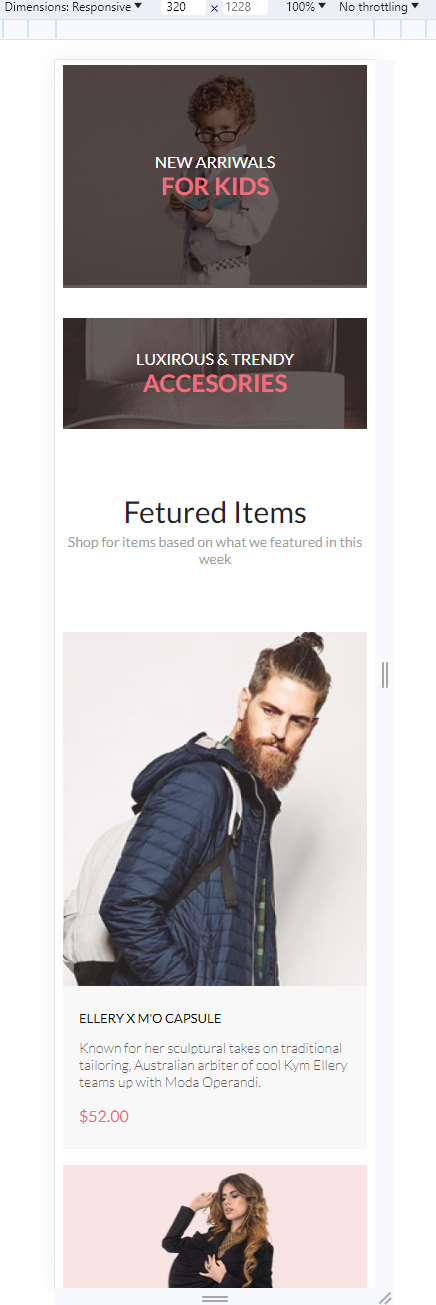 Dimensions: Responsive 320 x 1228 100% No throttling
NEW ARRIWALS
FOR KIDS
LUXIROUS & TRENDY
ACCESORIES
Fetured Items
Shop for items based on what we featured in this
week
ELLERY X M'O CAPSULE
Known for her sculptural takes on traditional
tailoring, Australian arbiter of cool Kym Ellery
teams up with Moda Operandi.
$52.00